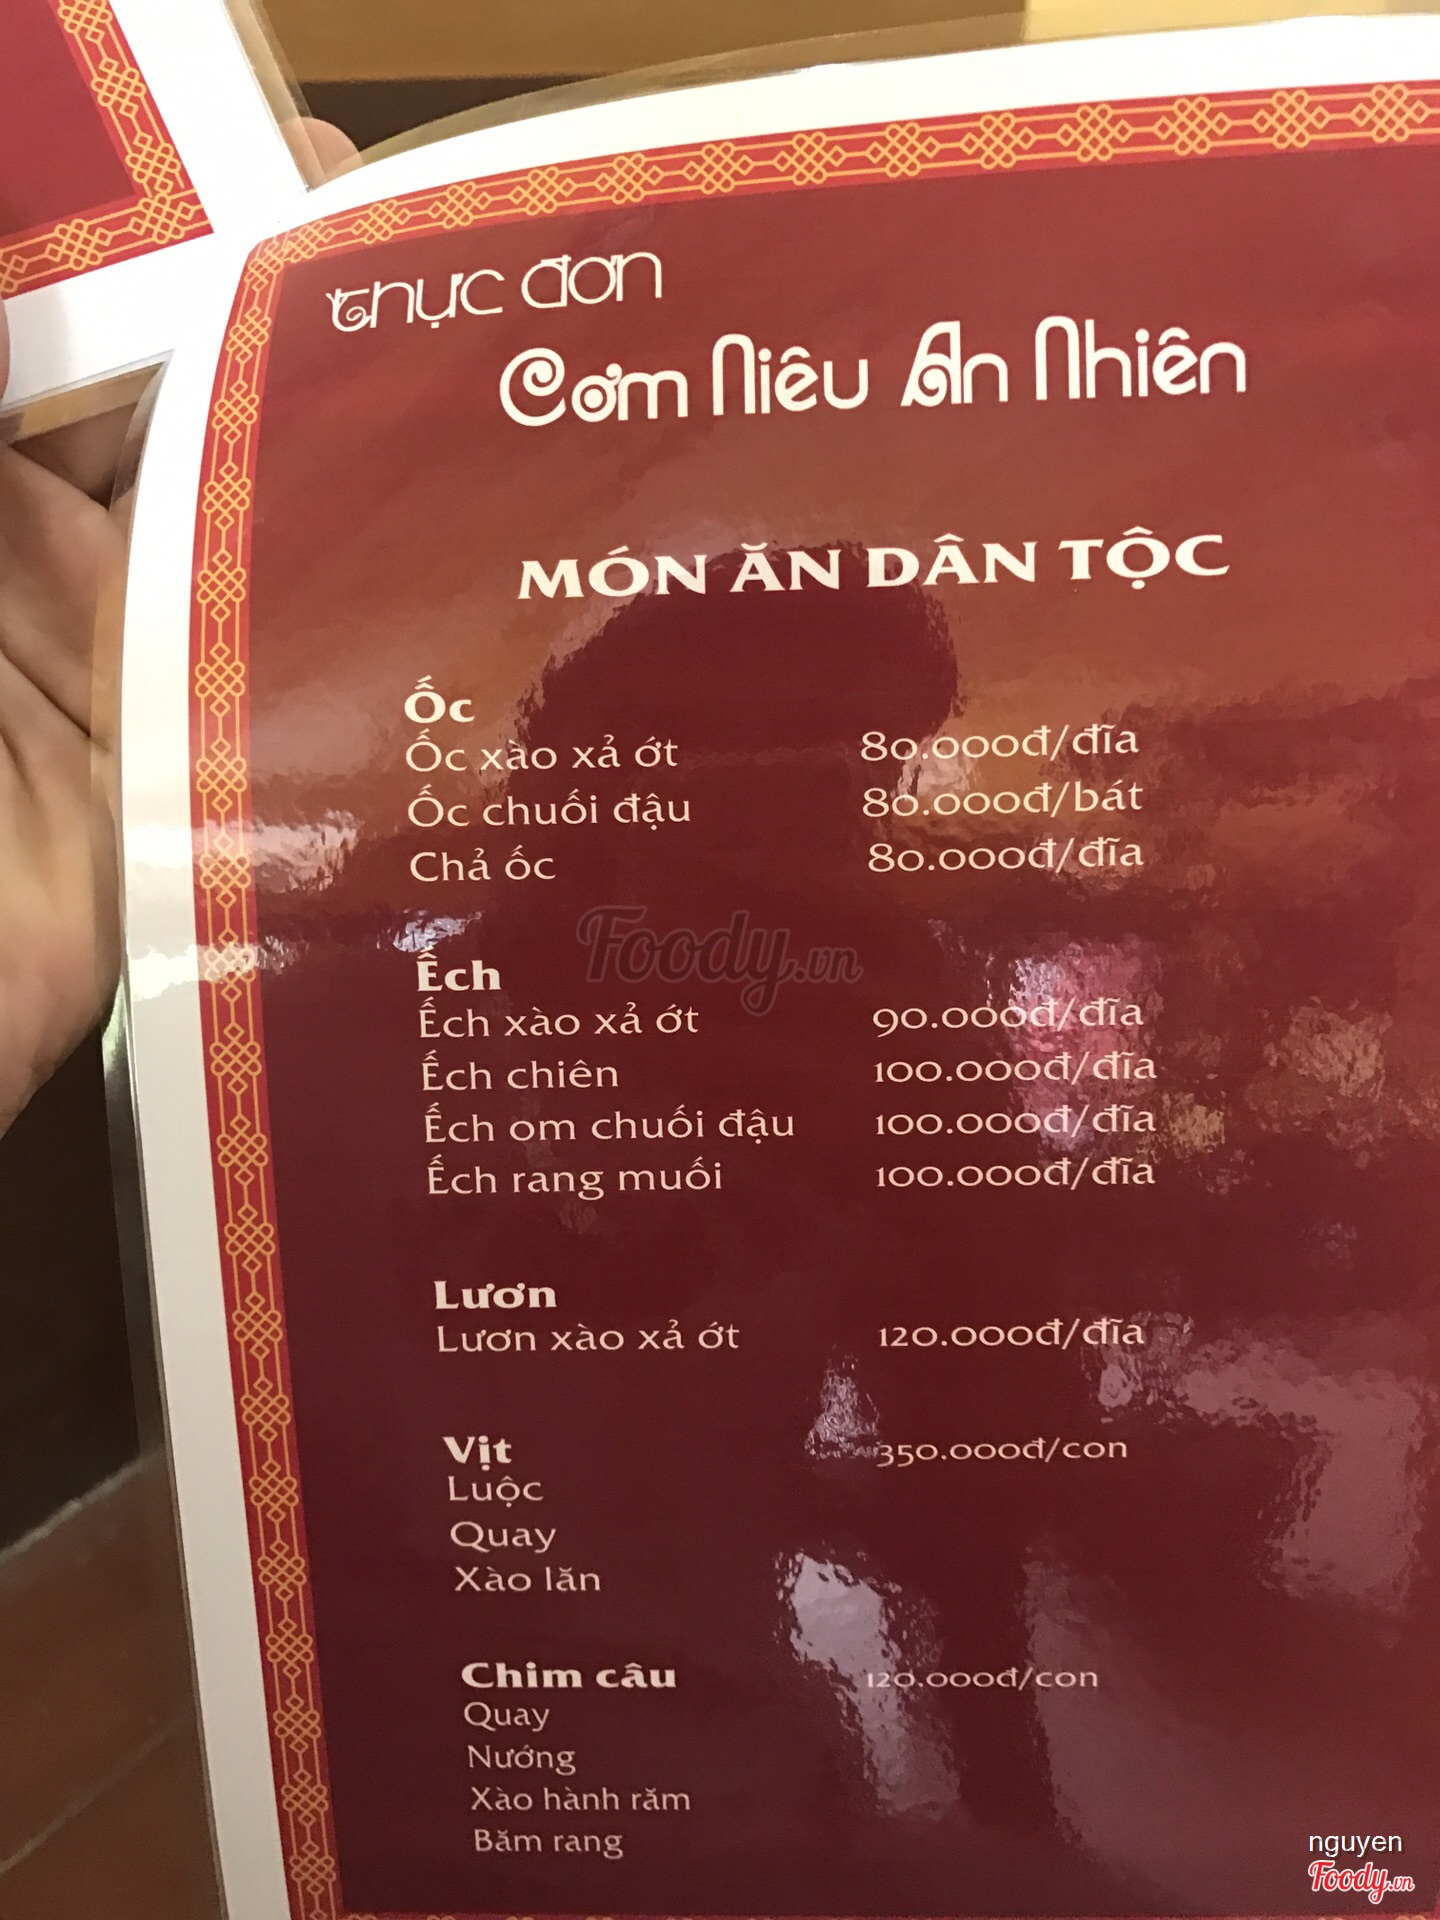 Thực đơn
Cơm Niêu An Nhiên
MÓN ĂN DÂN TỘC
Ốc
Ốc xào xả ớt 80.000đ/đĩa
Ốc chuối đậu 80.000đ/bát
Chả ốc 80.000đ/đĩa
Foody.vn
Ếch
Ếch xào xả ớt 90.000đ/đĩa
Ếch chiên 100.000đ/đĩa
Ếch om chuối đậu 100.000đ/đĩa
Ếch rang muối 100.000đ/đĩa
Lươn
Lươn xào xả ớt 120.000đ/đĩa
Vịt 350.000đ/con
Luộc
Quay
Xào lăn
Chim câu 120.000đ/con
Quay
Nướng
Xào hành răm
Băm rang
nguyen
Foody.vn